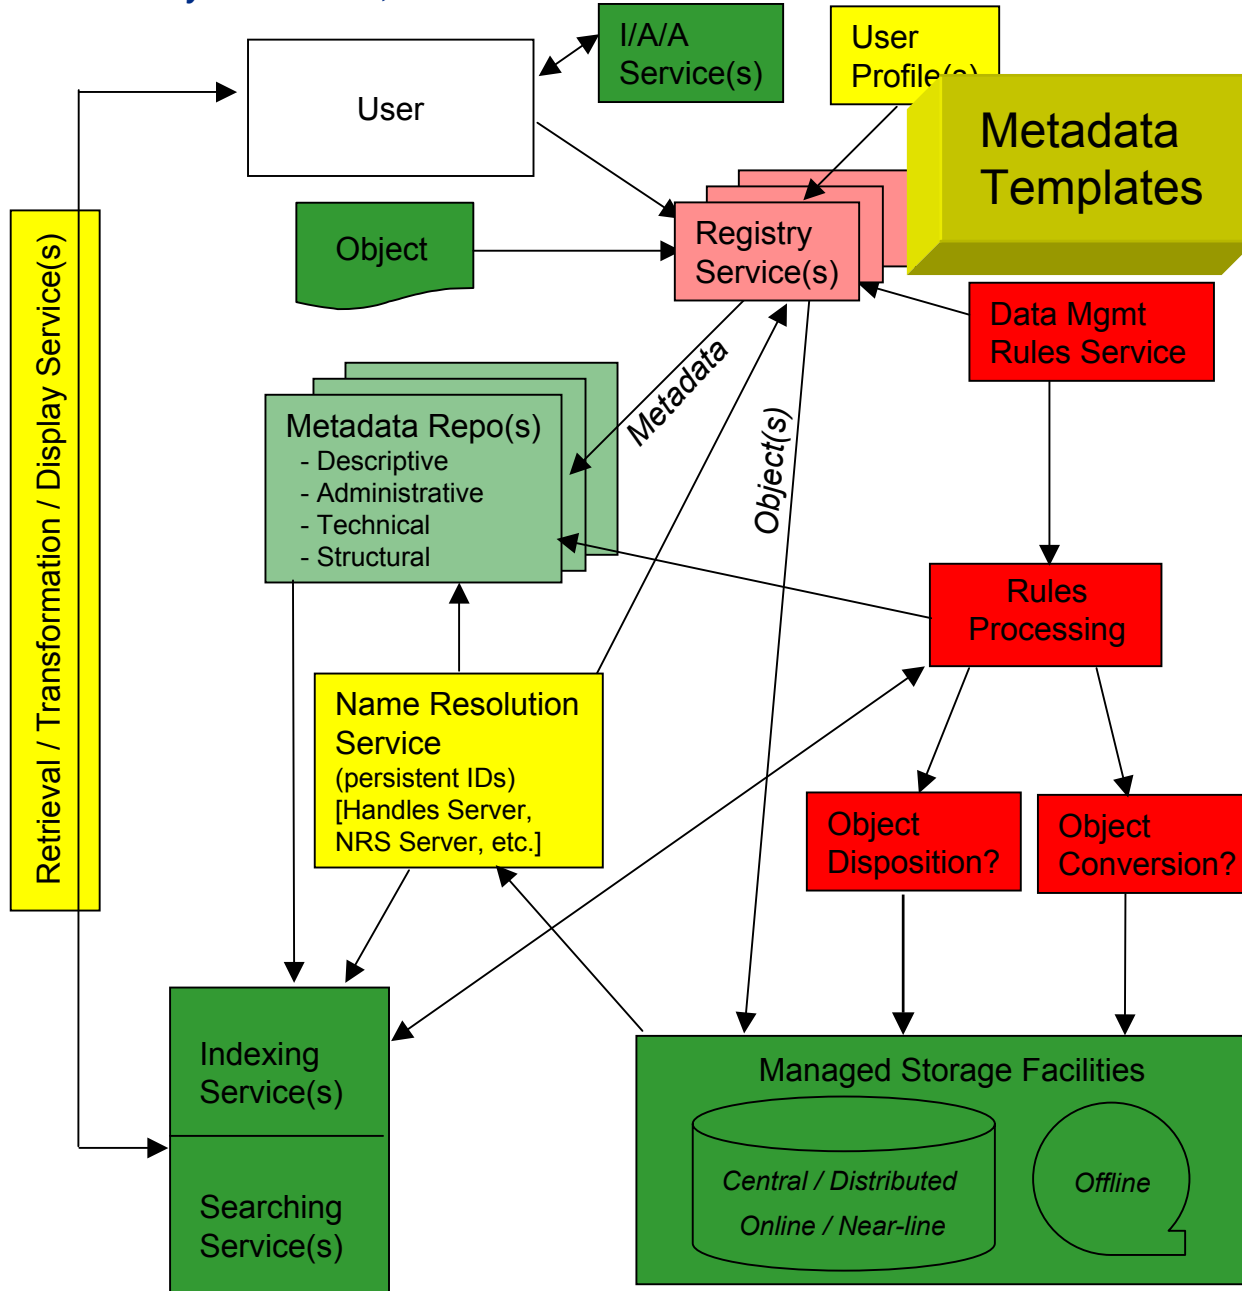 I/A/A
Service(s)
User
Profile(s)
User
Metadata
Templates
Object
Registry
Service(s)
Data Mgmt
Rules Service
Retrieval / Transformation / Display Service(s)
Metadata
Object(s)
Metadata Repo(s)
- Descriptive
- Administrative
- Technical
- Structural
Rules
Processing
Name Resolution
Service
(persistent IDs)
[Handles Server,
NRS Server, etc.]
Object
Disposition?
Object
Conversion?
Indexing
Service(s)
Searching
Service(s)
Managed Storage Facilities
Central / Distributed
Online / Near-line
Offline